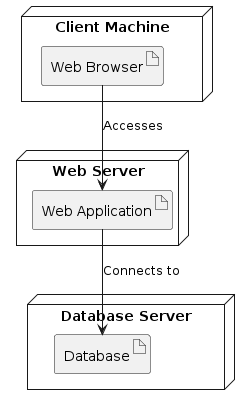 Client Machine
Web Browser
Accesses
Web Server
Web Application
Connects to
Database Server
Database